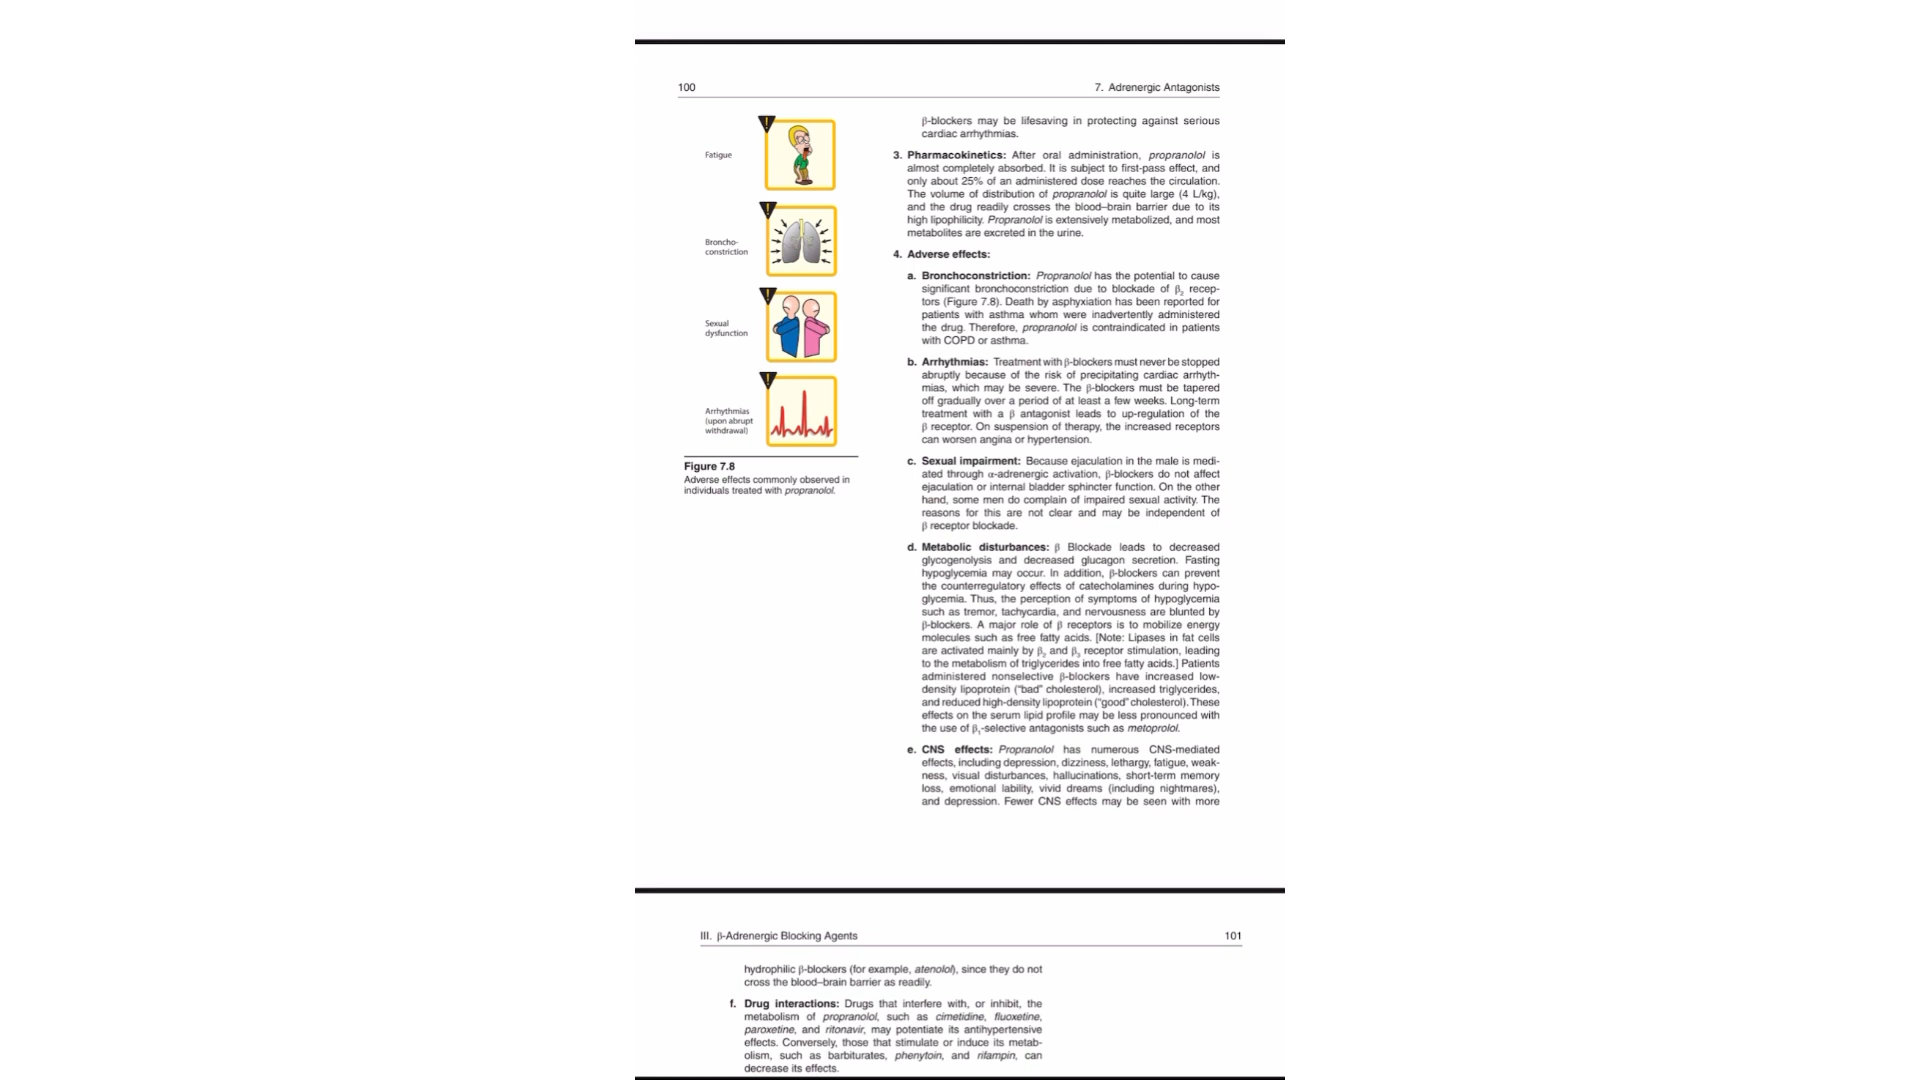 100
7. Adrenergic Antagonists
Fatigue
Broncho-
constriction
Sexual
dysfunction
Arrhythmias
(upon abrupt
withdrawal)
Figure 7.8
Adverse effects commonly observed in
individuals treated with propranolol.
β-blockers may be lifesaving in protecting against serious
cardiac arrhythmias.
3. Pharmacokinetics: After oral administration, propranolol is
almost completely absorbed. It is subject to first-pass effect, and
only about 25% of an administered dose reaches the circulation.
The volume of distribution of propranolol is quite large (4 L/kg),
and the drug readily crosses the blood–brain barrier due to its
high lipophilicity. Propranolol is extensively metabolized, and most
metabolites are excreted in the urine.
4. Adverse effects:
a. Bronchoconstriction: Propranolol has the potential to cause
significant bronchoconstriction due to blockade of β₂ recep-
tors (Figure 7.8). Death by asphyxiation has been reported for
patients with asthma whom were inadvertently administered
the drug. Therefore, propranolol is contraindicated in patients
with COPD or asthma.
b. Arrhythmias: Treatment with β-blockers must never be stopped
abruptly because of the risk of precipitating cardiac arrhyth-
mias, which may be severe. The β-blockers must be tapered
off gradually over a period of at least a few weeks. Long-term
treatment with a β antagonist leads to up-regulation of the
β receptor. On suspension of therapy, the increased receptors
can worsen angina or hypertension.
c. Sexual impairment: Because ejaculation in the male is medi-
ated through α-adrenergic activation, β-blockers do not affect
ejaculation or internal bladder sphincter function. On the other
hand, some men do complain of impaired sexual activity. The
reasons for this are not clear and may be independent of
β receptor blockade.
d. Metabolic disturbances: β Blockade leads to decreased
glycogenolysis and decreased glucagon secretion. Fasting
hypoglycemia may occur. In addition, β-blockers can prevent
the counterregulatory effects of catecholamines during hypo-
glycemia. Thus, the perception of symptoms of hypoglycemia
such as tremor, tachycardia, and nervousness are blunted by
β-blockers. A major role of β receptors is to mobilize energy
molecules such as free fatty acids. [Note: Lipases in fat cells
are activated mainly by β₂ and β₃ receptor stimulation, leading
to the metabolism of triglycerides into free fatty acids.] Patients
administered nonselective β-blockers have increased low-
density lipoprotein (“bad” cholesterol), increased triglycerides,
and reduced high-density lipoprotein (“good” cholesterol). These
effects on the serum lipid profile may be less pronounced with
the use of β₁-selective antagonists such as metoprolol.
e. CNS effects: Propranolol has numerous CNS-mediated
effects, including depression, dizziness, lethargy, fatigue, weak-
ness, visual disturbances, hallucinations, short-term memory
loss, emotional lability, vivid dreams (including nightmares),
and depression. Fewer CNS effects may be seen with more
III. β-Adrenergic Blocking Agents
101
hydrophilic β-blockers (for example, atenolol), since they do not
cross the blood–brain barrier as readily.
f. Drug interactions: Drugs that interfere with, or inhibit, the
metabolism of propranolol, such as cimetidine, fluoxetine,
paroxetine, and ritonavir, may potentiate its antihypertensive
effects. Conversely, those that stimulate or induce its metab-
olism, such as barbiturates, phenytoin, and rifampin, can
decrease its effects.